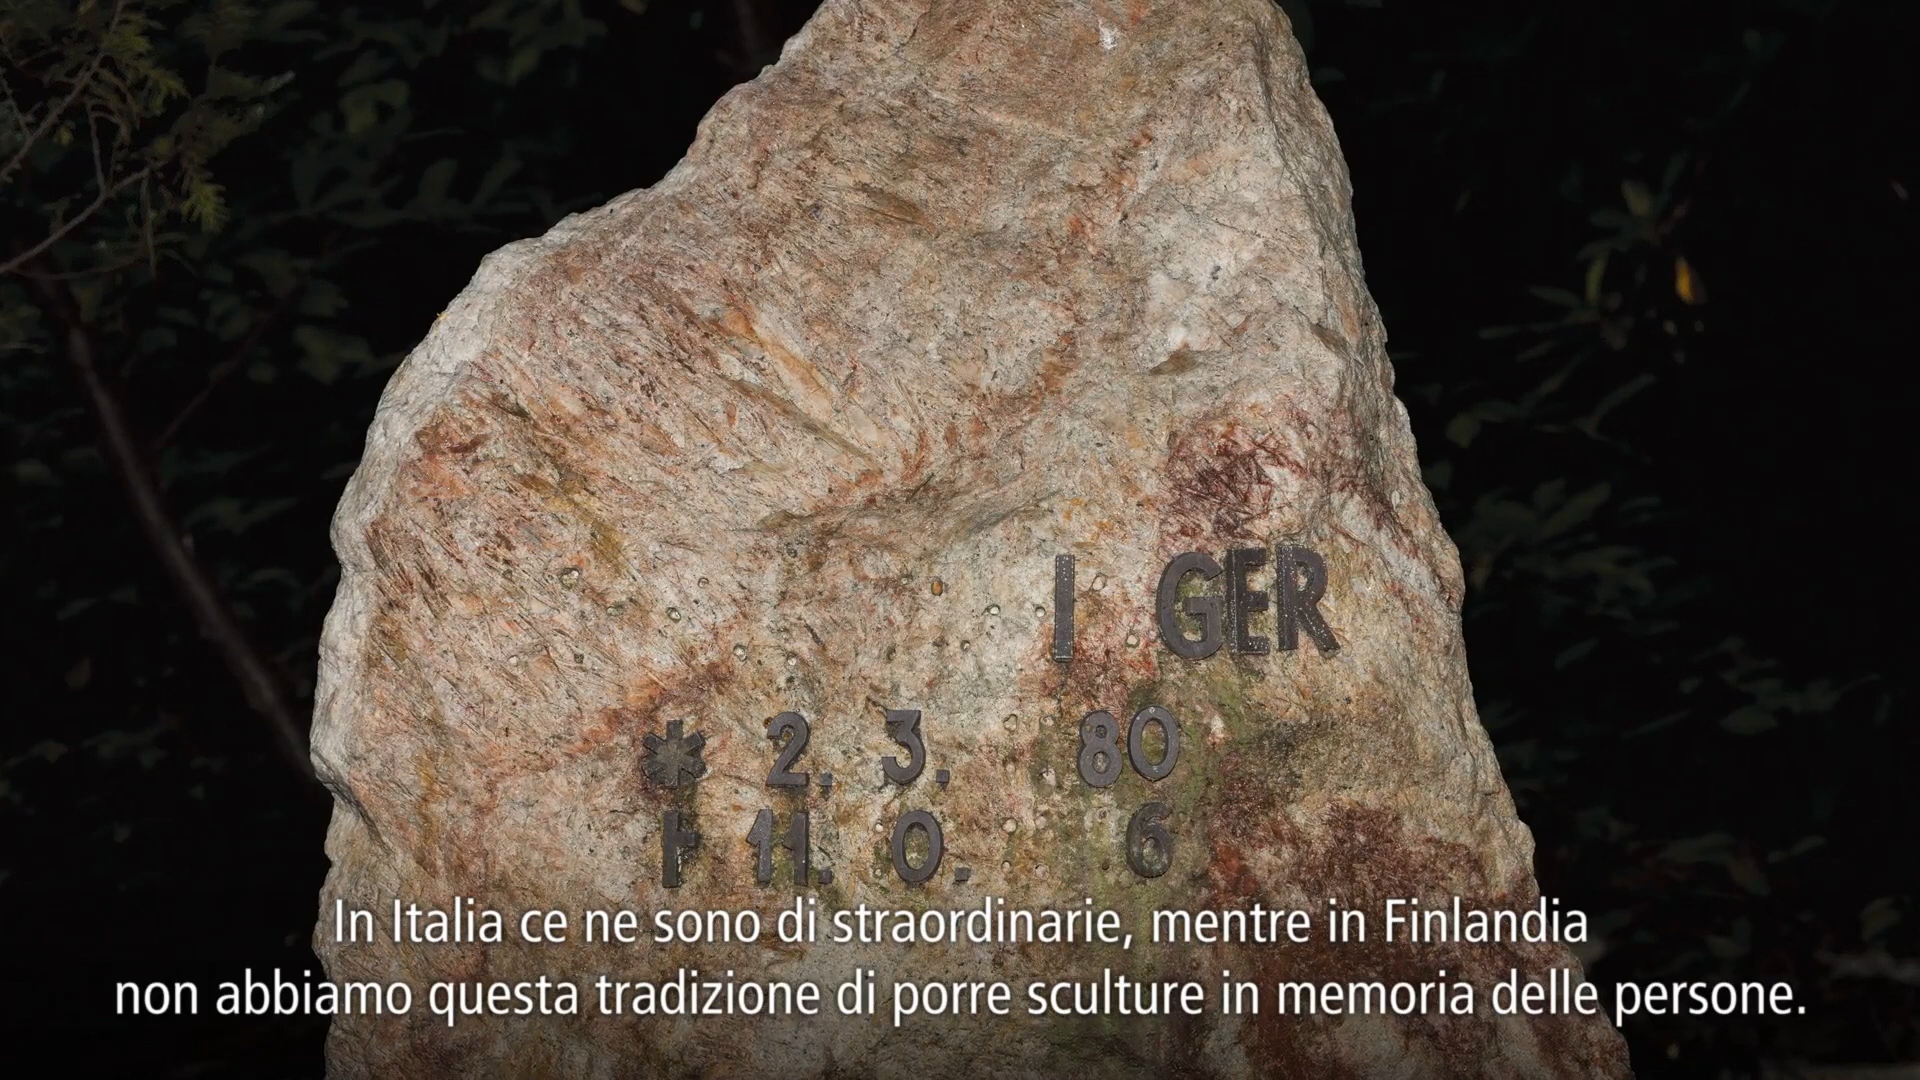 I GER
* 2. 3. 80
11. 0. 6
In Italia ce ne sono di straordinarie, mentre in Finlandia
non abbiamo questa tradizione di porre sculture in memoria delle persone.